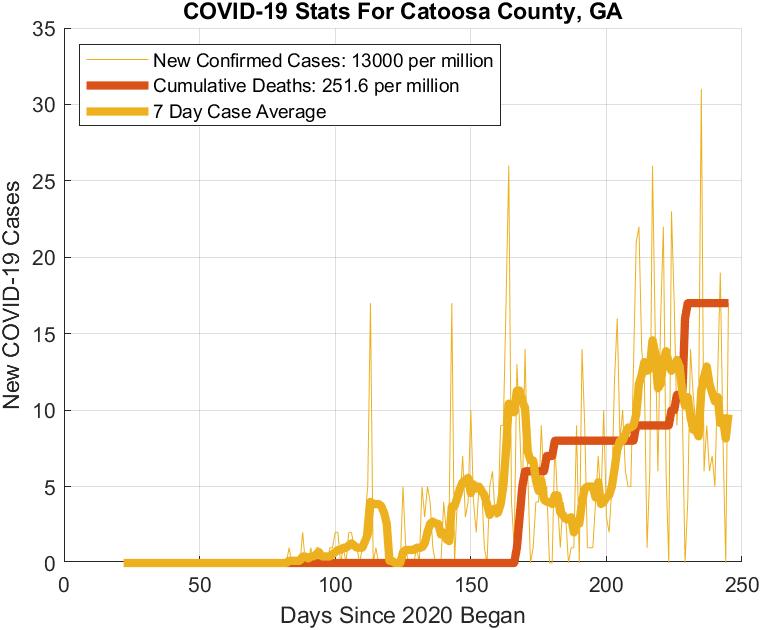 COVID-19 Stats For Catoosa County, GA
35
30
25
20
15
10
5
0
New COVID-19 Cases
New Confirmed Cases: 13000 per million
Cumulative Deaths: 251.6 per million
7 Day Case Average
0 50 100 150 200 250
Days Since 2020 Began